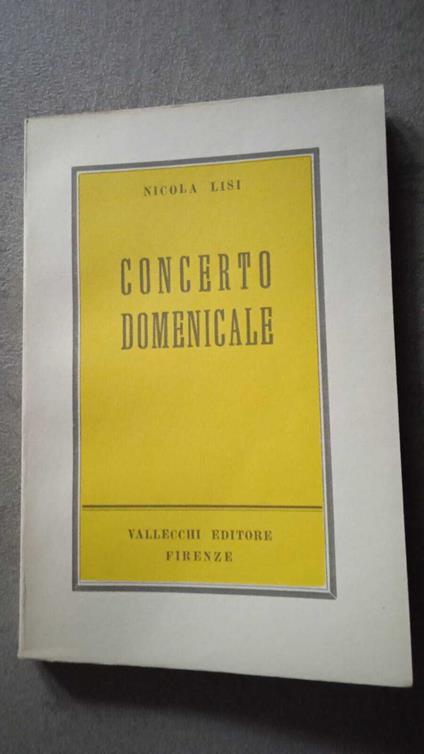 NICOLA LISI
CONCERTO
DOMENICALE
VALLECCHI EDITORE
FIRENZE